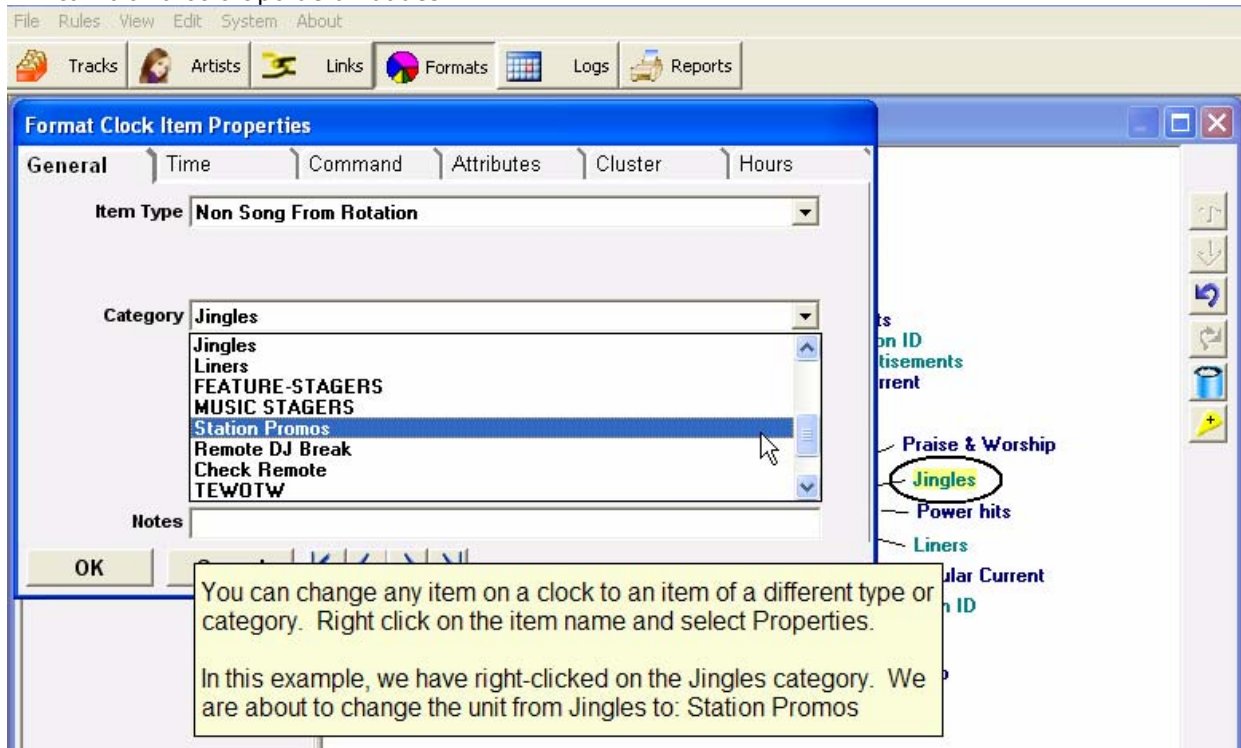 File Rules View Edit System About
Tracks Artists Links Formats Logs Reports
Format Clock Item Properties
General Time Command Attributes Cluster Hours
Item Type Non Song From Rotation
Category Jingles
Jingles
Liners
FEATURE-STAGERS
MUSIC STAGERS
Station Promos
Remote DJ Break
Check Remote
TEWOTW
Notes
OK
ts
on ID
tisements
rrent
Praise & Worship
Jingles
Power hits
Liners
ular Current
n ID
You can change any item on a clock to an item of a different type or
category. Right click on the item name and select Properties.
In this example, we have right-clicked on the Jingles category. We
are about to change the unit from Jingles to: Station Promos